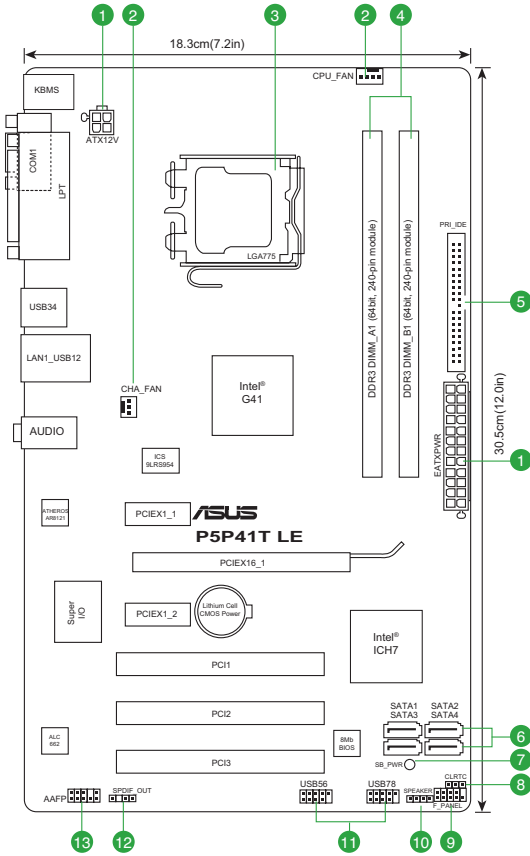 1
2
3
2
4
18.3cm(7.2in)
KBMS
ATX12V
CPU_FAN
COM1
LPT
LGA775
DDR3 DIMM_A1 (64bit, 240-pin module)
DDR3 DIMM_B1 (64bit, 240-pin module)
PRI_IDE
5
USB34
LAN1_USB12
CHA_FAN
Intel®
G41
30.5cm(12.0in)
AUDIO
EATXPWR
1
ICS
9LRS954
ATHEROS
AR8121
PCIEX1_1
ASUS
P5P41T LE
PCIEX16_1
Super
I/O
PCIEX1_2
Lithium Cell
CMOS Power
Intel®
ICH7
PCI1
PCI2
SATA1
SATA3
SATA2
SATA4
6
ALC
662
8Mb
BIOS
PCI3
SB_PWR
7
CLRTC
8
AAFP
SPDIF_OUT
USB56
USB78
SPEAKER
F_PANEL
13
12
11
10
9